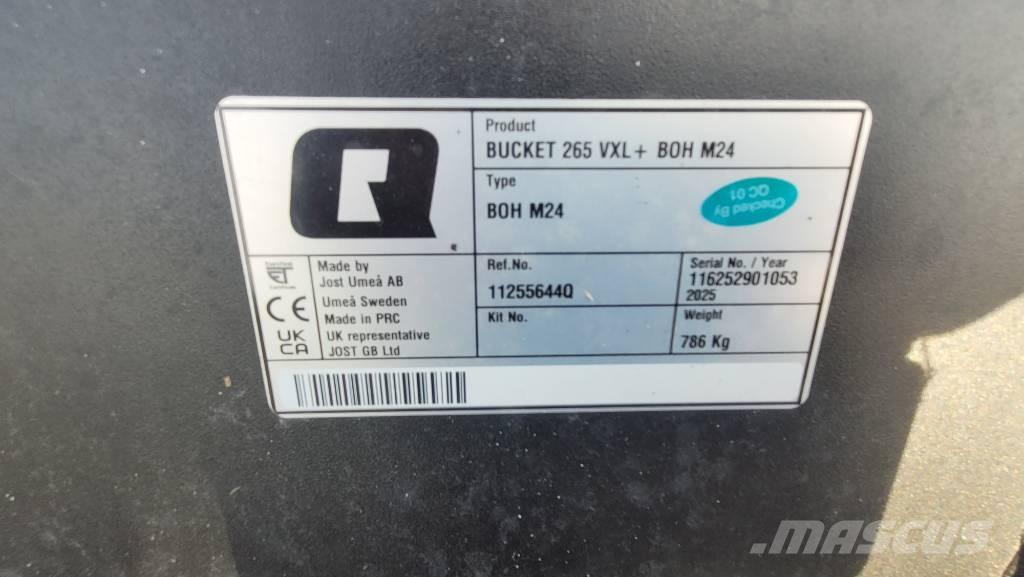 Product
BUCKET 265 VXL+ BOH M24
Type
BOH M24
Checked By
QC 01
Made by
Jost Umeå AB
Umeå Sweden
Made in PRC
UK representative
JOST GB Ltd
CE
UK
CA
Ref.No.
11255644Q
Serial No. / Year
116252901053
2025
Kit No.
Weight
786 Kg
MASCUS